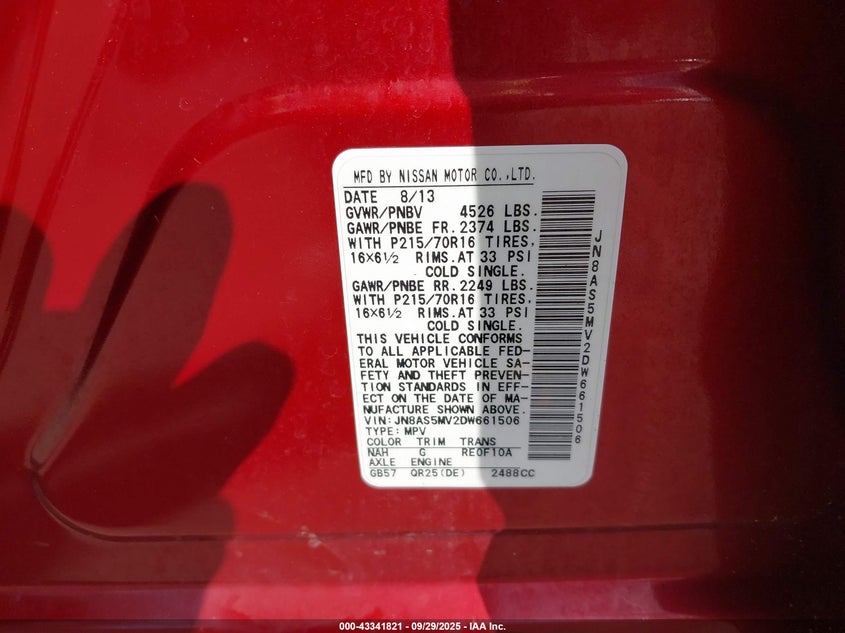 MFD BY NISSAN MOTOR CO.,LTD.
DATE 8/13
GVWR/PNBV 4526 LBS.
GAWR/PNBE FR. 2374 LBS.
WITH P215/70R16 TIRES,
16×6½ RIMS.AT 33 PSI
COLD SINGLE.
GAWR/PNBE RR. 2249 LBS.
WITH P215/70R16 TIRES,
16×6½ RIMS.AT 33 PSI
COLD SINGLE.
THIS VEHICLE CONFORMS
TO ALL APPLICABLE FED-
ERAL MOTOR VEHICLE SA-
FETY AND THEFT PREVEN-
TION STANDARDS IN EFF-
ECT ON THE DATE OF MA-
NUFACTURE SHOWN ABOVE.
VIN: JN8AS5MV2DW661506
TYPE: MPV
COLOR TRIM TRANS
NAH G RE0F10A
AXLE ENGINE
GB57 QR25(DE) 2488CC
JN8AS5MV2DW661506
000-43341821 - 09/29/2025 - IAA Inc.